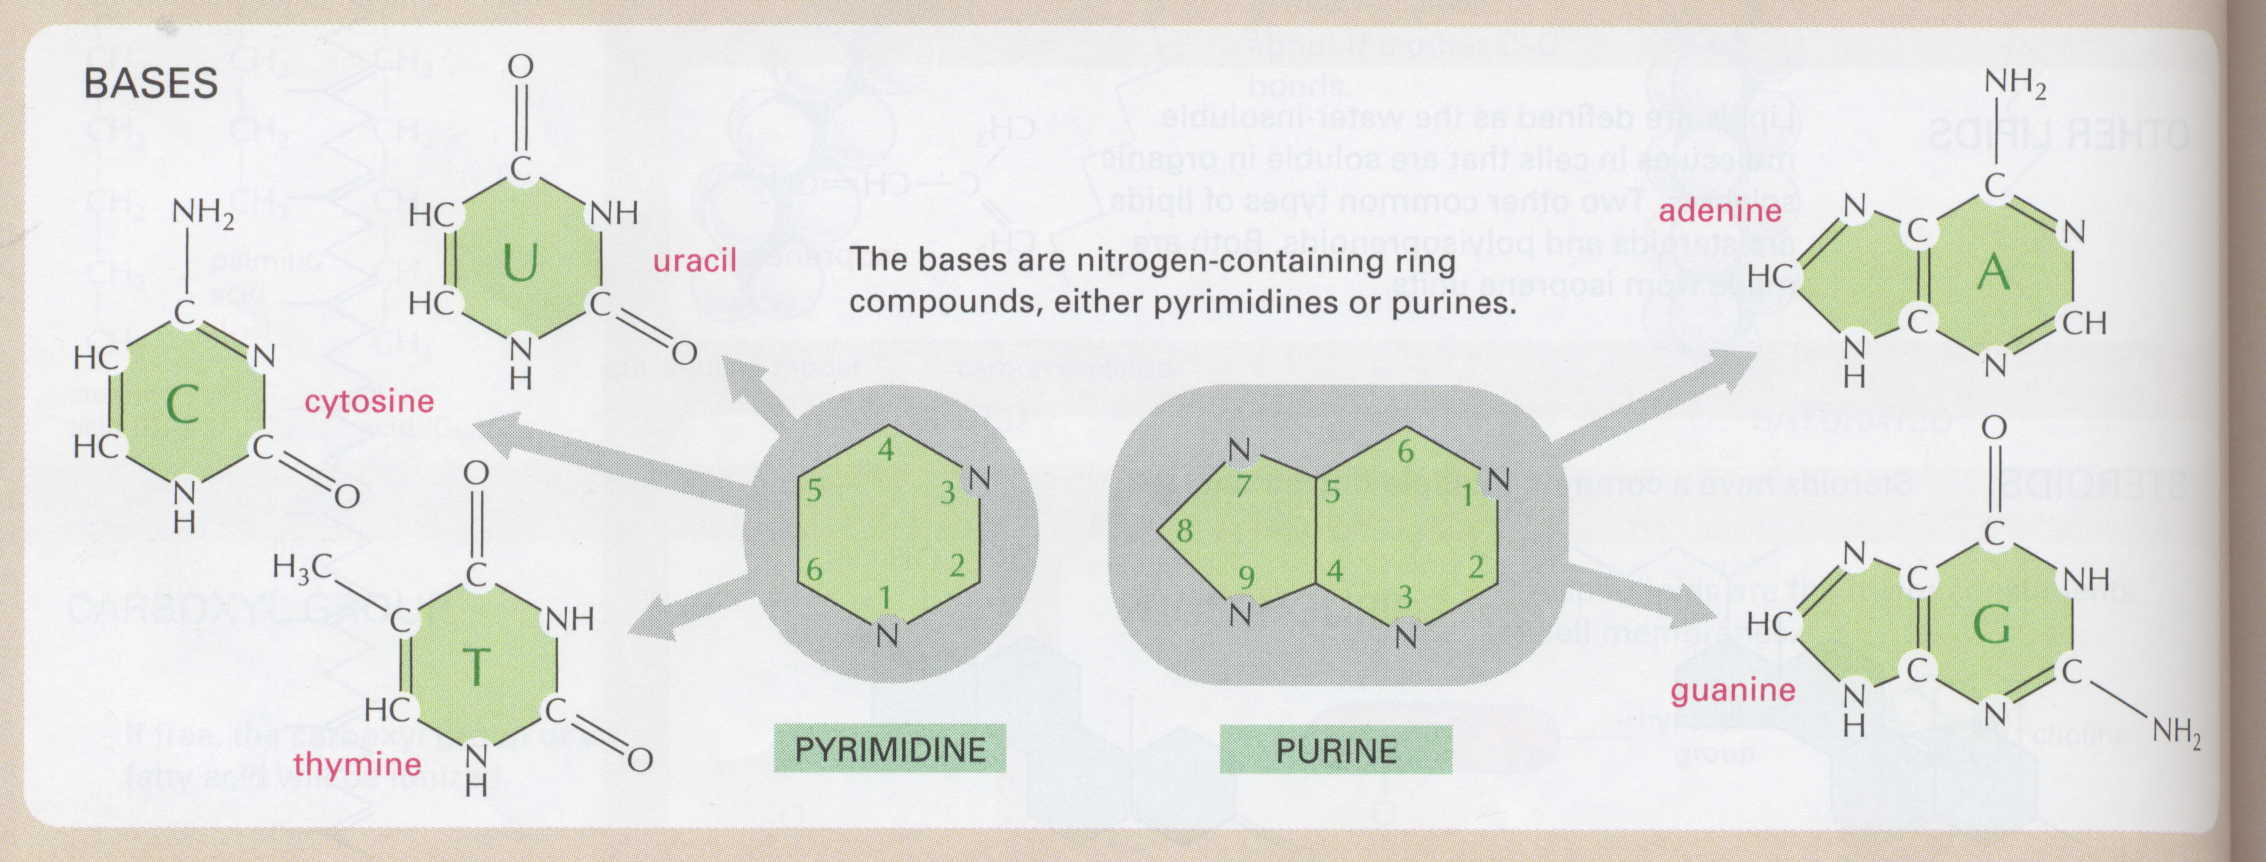 BASES
O
C
HC
NH
U
HC
C
N
H
O
uracil
NH2
C
HC
N
C
HC
C
N
H
O
cytosine
O
H3C
C
C
NH
T
HC
C
N
H
O
thymine
The bases are nitrogen-containing ring
compounds, either pyrimidines or purines.
4
5
3
N
6
2
1
N
PYRIMIDINE
N
7
6
5
1
N
8
9
N
4
2
3
N
PURINE
NH2
C
adenine
N
C
N
HC
A
C
CH
N
H
N
O
C
N
C
NH
HC
G
guanine
C
C
N
H
N
NH2